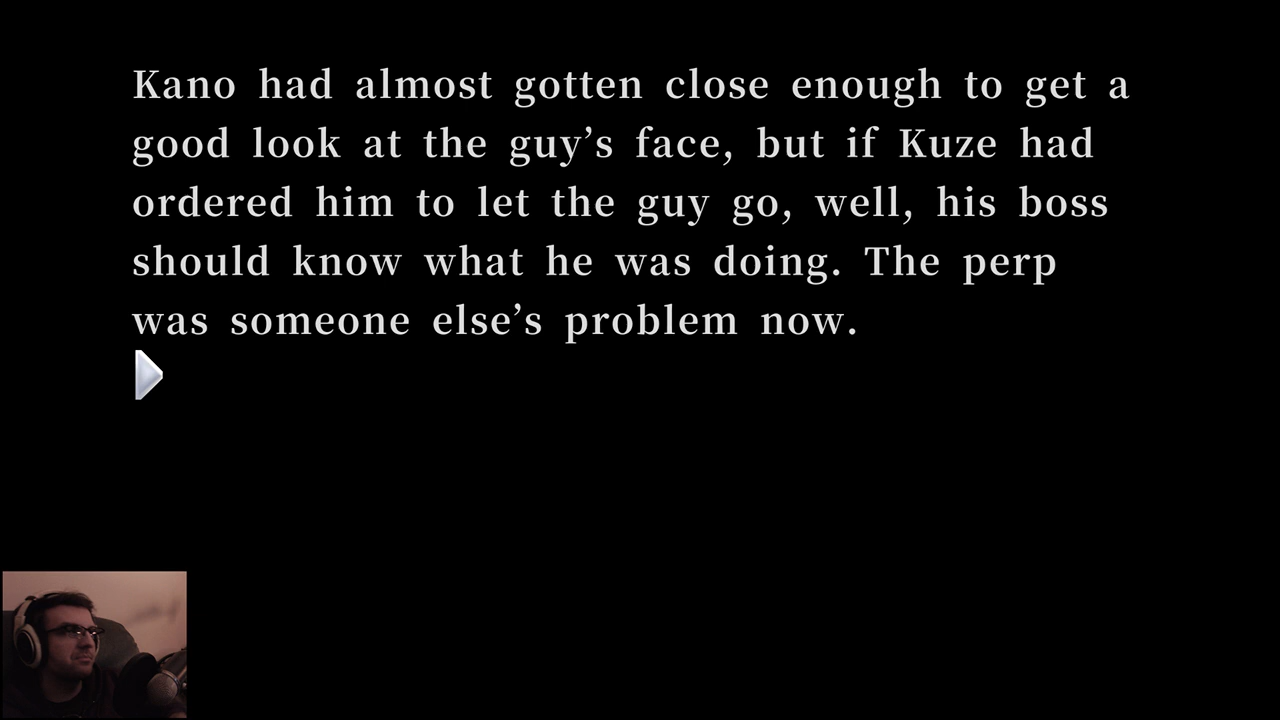 Kano had almost gotten close enough to get a
good look at the guy’s face, but if Kuze had
ordered him to let the guy go, well, his boss
should know what he was doing. The perp
was someone else’s problem now.